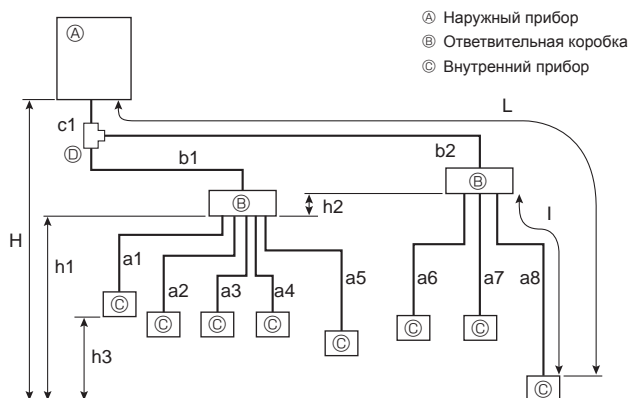 Ⓐ Наружный прибор
Ⓑ Ответвительная коробка
Ⓒ Внутренний прибор
Ⓐ
L
c1
Ⓓ
b1
b2
Ⓑ
Ⓑ
h2
H
h1
I
a1
a2
a3
a4
a5
a6
a7
a8
Ⓒ
Ⓒ
Ⓒ
Ⓒ
Ⓒ
Ⓒ
Ⓒ
h3
Ⓒ